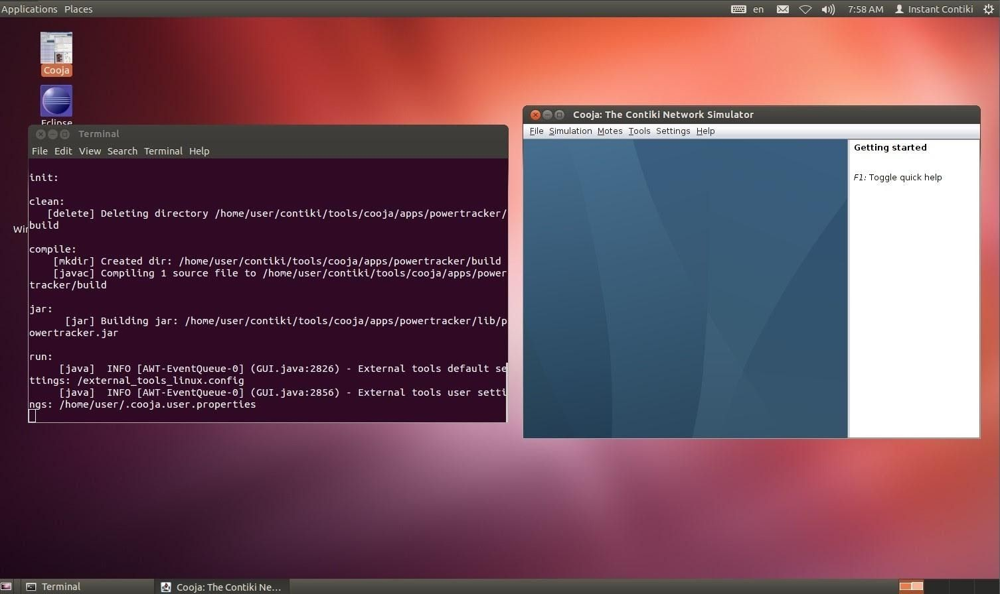 Applications Places
en 7:58 AM Instant Contiki
Cooja
Eclipse
Terminal
File Edit View Search Terminal Help
init:
clean:
[delete] Deleting directory /home/user/contiki/tools/cooja/apps/powertracker/
build
compile:
[mkdir] Created dir: /home/user/contiki/tools/cooja/apps/powertracker/build
[javac] Compiling 1 source file to /home/user/contiki/tools/cooja/apps/power
tracker/build
jar:
[jar] Building jar: /home/user/contiki/tools/cooja/apps/powertracker/lib/p
owertracker.jar
run:
[java]  INFO [AWT-EventQueue-0] (GUI.java:2826) - External tools default se
ttings: /external_tools_linux.config
[java]  INFO [AWT-EventQueue-0] (GUI.java:2856) - External tools user setti
ngs: /home/user/.cooja.user.properties
Cooja: The Contiki Network Simulator
File Simulation Motes Tools Settings Help
Getting started
F1: Toggle quick help
Terminal
Cooja: The Contiki Ne...